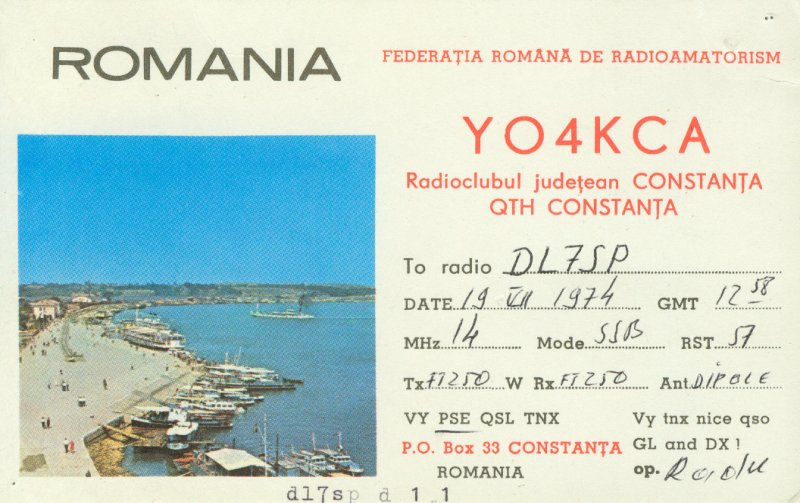 ROMANIA
FEDERAȚIA ROMÂNĂ DE RADIOAMATORISM
YO4KCA
Radioclubul județean CONSTANȚA
QTH CONSTANȚA
To radio DL7SP
DATE 19 VII 1974 GMT 12 58
MHz 14 Mode SSB RST 57
Tx FT250 W Rx FT250 Ant DIPOLE
VY PSE QSL TNX
P.O. Box 33 CONSTANȚA
ROMANIA
Vy tnx nice qso
GL and DX !
op. Radu
dl7sp d 1 1